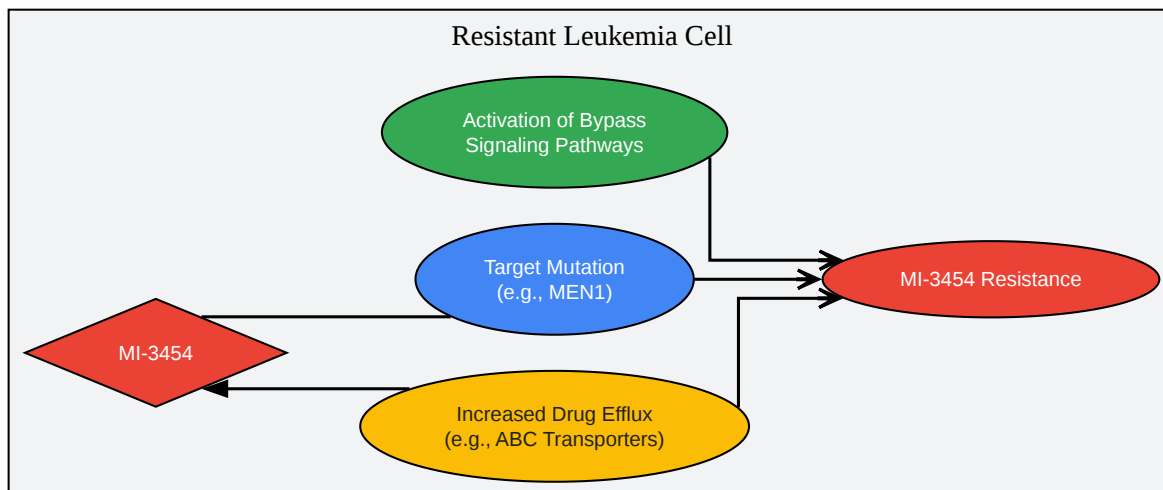 Resistant Leukemia Cell
Activation of Bypass
Signaling Pathways
Target Mutation
(e.g., MEN1)
MI-3454 Resistance
MI-3454
Increased Drug Efflux
(e.g., ABC Transporters)